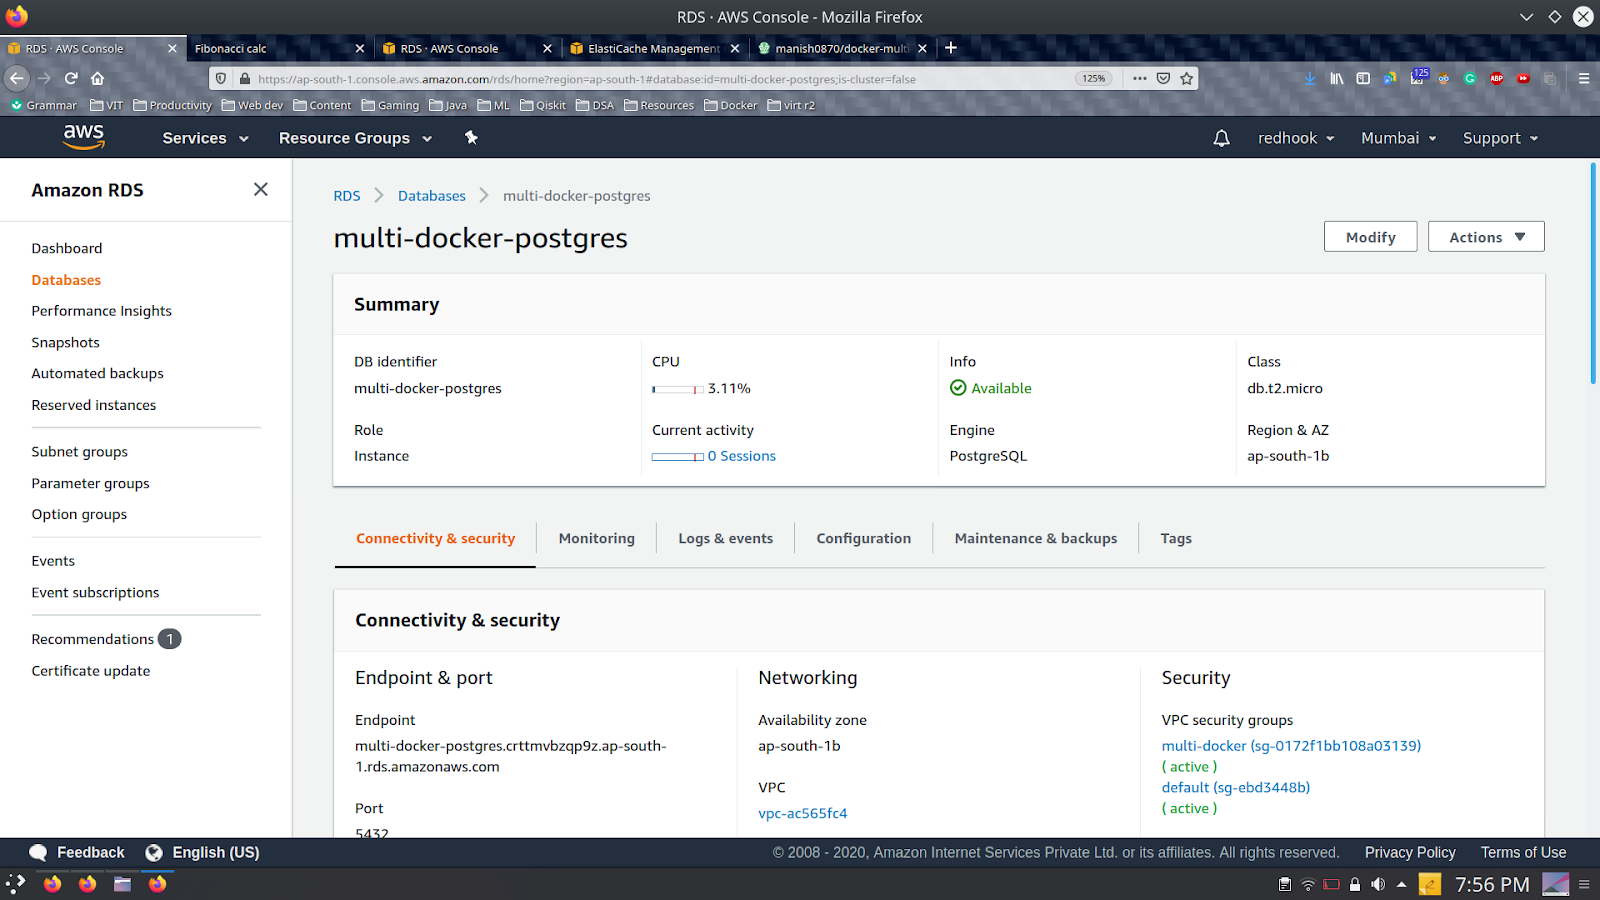 RDS · AWS Console - Mozilla Firefox
RDS · AWS Console
Fibonacci calc
RDS · AWS Console
ElastiCache Management
manish0870/docker-multi
https://ap-south-1.console.aws.amazon.com/rds/home?region=ap-south-1#database:id=multi-docker-postgres;is-cluster=false
125%
125
ABP
Grammar
VIT
Productivity
Web dev
Content
Gaming
Java
ML
Qiskit
DSA
Resources
Docker
virt r2
aws
Services
Resource Groups
redhook
Mumbai
Support
Amazon RDS
Dashboard
Databases
Performance Insights
Snapshots
Automated backups
Reserved instances
Subnet groups
Parameter groups
Option groups
Events
Event subscriptions
Recommendations 1
Certificate update
RDS
Databases
multi-docker-postgres
multi-docker-postgres
Modify
Actions
Summary
DB identifier
multi-docker-postgres
CPU
3.11%
Info
Available
Class
db.t2.micro
Role
Instance
Current activity
0 Sessions
Engine
PostgreSQL
Region & AZ
ap-south-1b
Connectivity & security
Monitoring
Logs & events
Configuration
Maintenance & backups
Tags
Connectivity & security
Endpoint & port
Endpoint
multi-docker-postgres.crttmvbzqp9z.ap-south-
1.rds.amazonaws.com
Port
5432
Networking
Availability zone
ap-south-1b
VPC
vpc-ac565fc4
Security
VPC security groups
multi-docker (sg-0172f1bb108a03139)
( active )
default (sg-ebd3448b)
( active )
Feedback
English (US)
© 2008 - 2020, Amazon Internet Services Private Ltd. or its affiliates. All rights reserved.
Privacy Policy
Terms of Use
7:56 PM